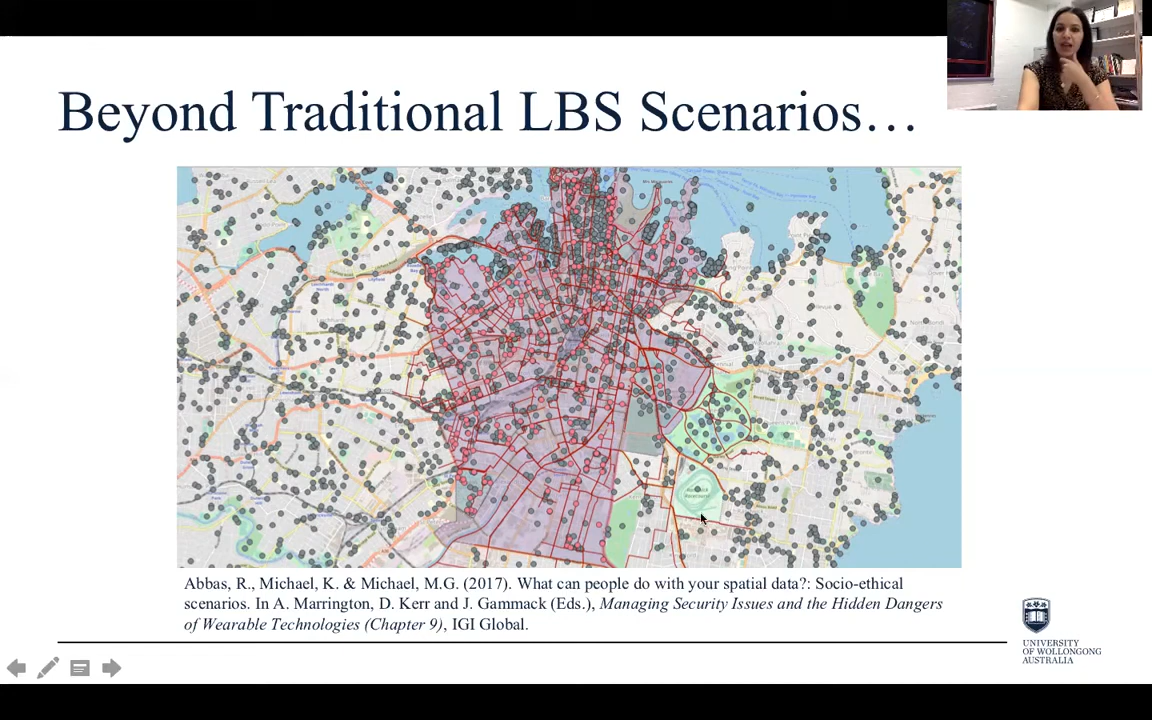 Beyond Traditional LBS Scenarios…
Abbas, R., Michael, K. & Michael, M.G. (2017). What can people do with your spatial data?: Socio-ethical
scenarios. In A. Marrington, D. Kerr and J. Gammack (Eds.), Managing Security Issues and the Hidden Dangers
of Wearable Technologies (Chapter 9), IGI Global.
UNIVERSITY
OF WOLLONGONG
AUSTRALIA